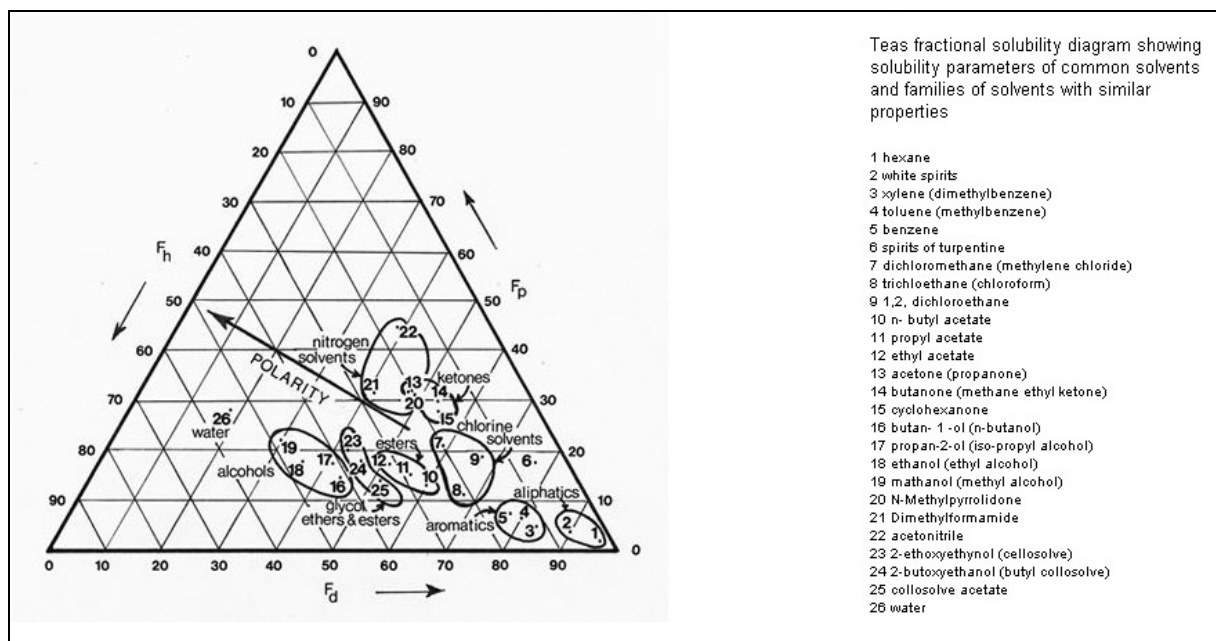 Teas fractional solubility diagram showing
solubility parameters of common solvents
and families of solvents with similar
properties
1 hexane
2 white spirits
3 xylene (dimethylbenzene)
4 toluene (methylbenzene)
5 benzene
6 spirits of turpentine
7 dichloromethane (methylene chloride)
8 trichloethane (chloroform)
9 1,2, dichloroethane
10 n- butyl acetate
11 propyl acetate
12 ethyl acetate
13 acetone (propanone)
14 butanone (methane ethyl ketone)
15 cyclohexanone
16 butan- 1 -ol (n-butanol)
17 propan-2-ol (iso-propyl alcohol)
18 ethanol (ethyl alcohol)
19 mathanol (methyl alcohol)
20 N-Methylpyrrolidone
21 Dimethylformamide
22 acetonitrile
23 2-ethoxyethynol (cellosolve)
24 2-butoxyethanol (butyl collosolve)
25 collosolve acetate
26 water
0
10 90
20 80
30 70
Fh
40 60
Fp
50 50
22
nitrogen
solvents
60 40
POLARITY
21 13 ketones
14
20
70 30
26 15
water
chlorine
solvents
23 esters 7
19
80 20
alcohols 18 17 24 12 11 9 6
10
16 25 8
glycol
ethers & esters
aliphatics
90 10
aromatics 5 4 3 2 1
0
0 10 20 30 40 50 60 70 80 90
Fd